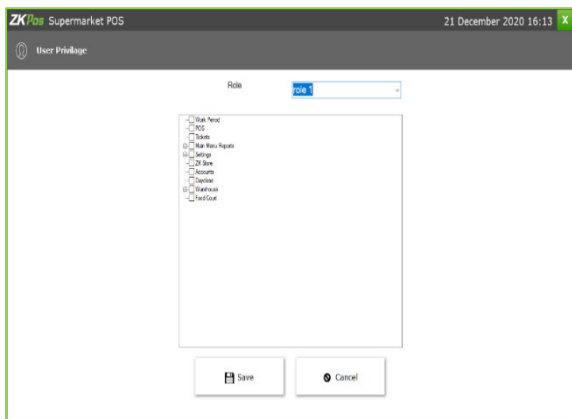 ZKPos Supermarket POS
21 December 2020 16:13 X
User Privilage
Role
role 1
Work Period
POS
Tickets
Main Menu Reports
Settings
ZK Store
Accounts
Dayclose
Warehouse
Food Court
Save
Cancel